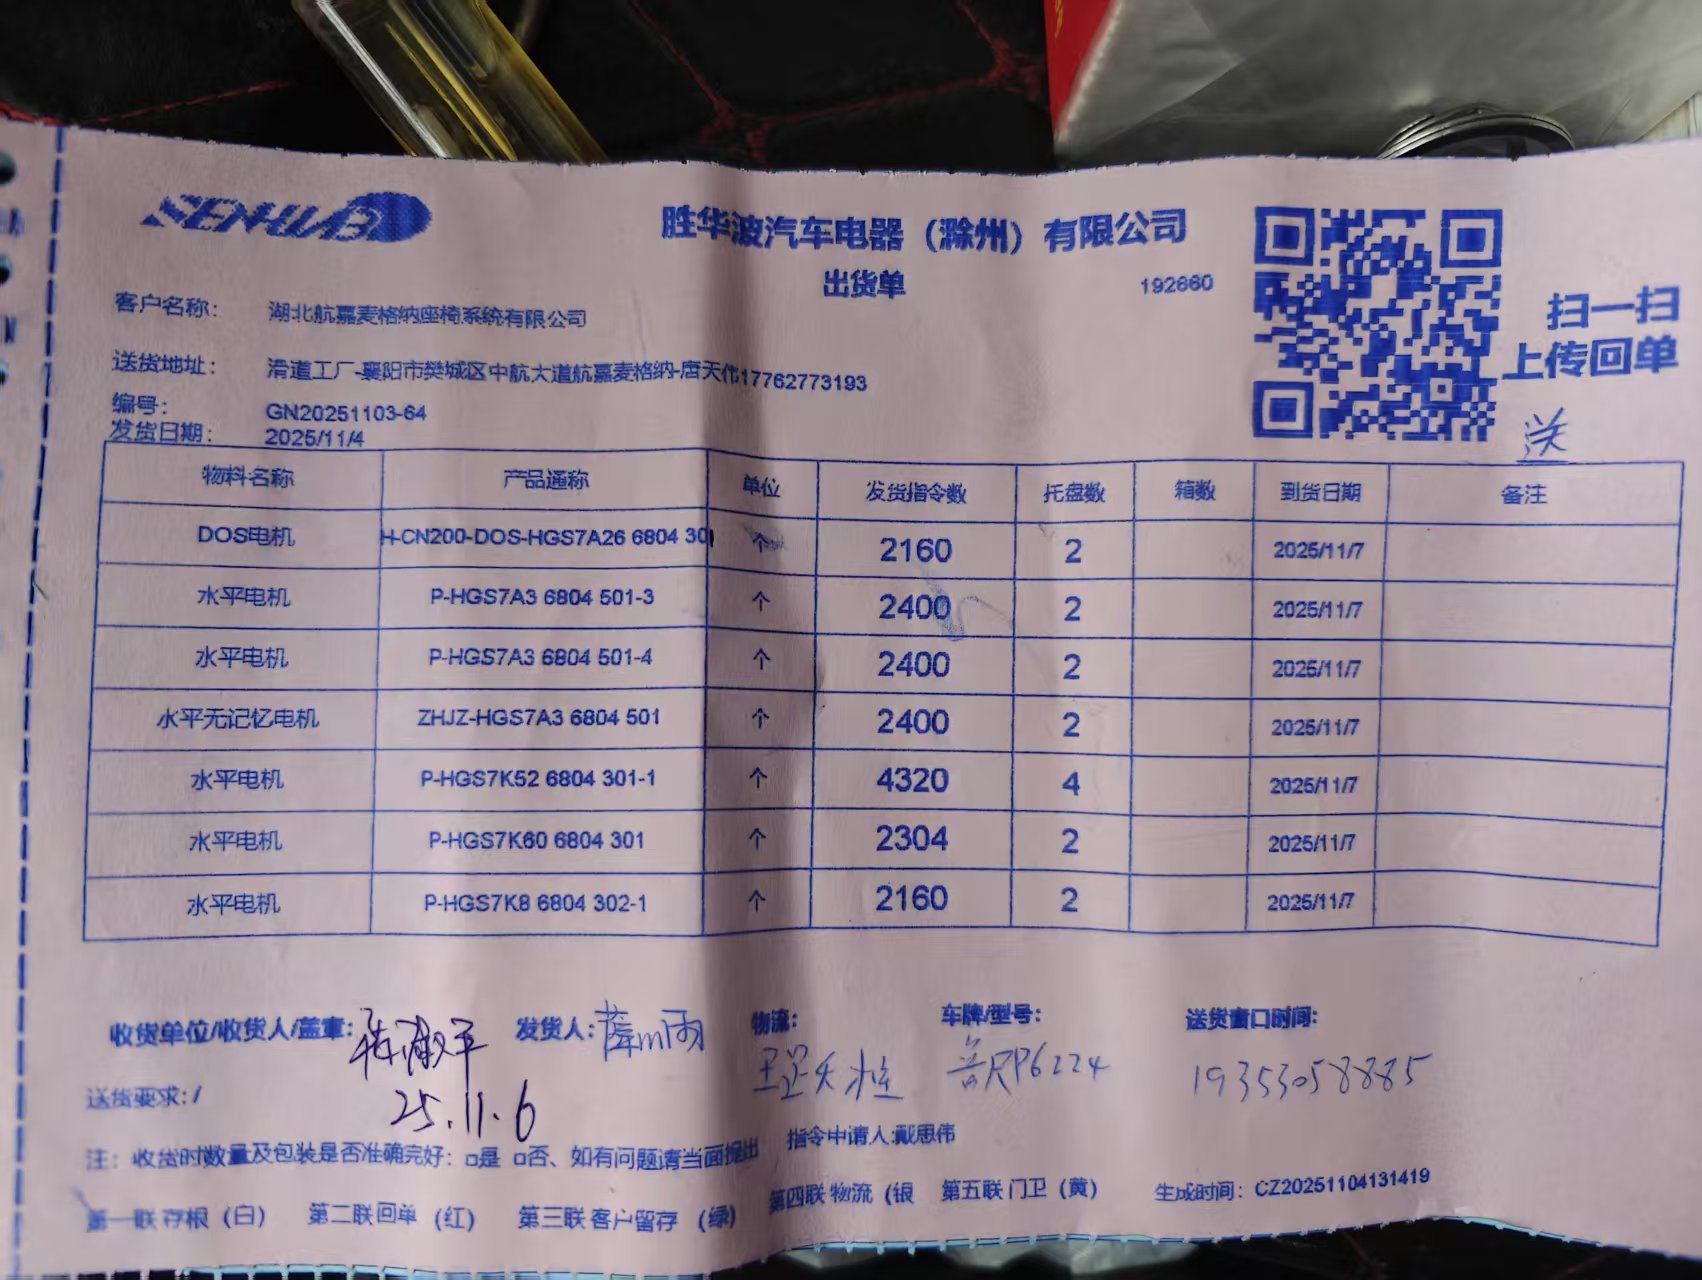 SENHUABO
胜华波汽车电器（滁州）有限公司
出货单
192660
扫一扫
上传回单
送
客户名称： 湖北航嘉麦格纳座椅系统有限公司
送货地址： 滑道工厂-襄阳市樊城区中航大道航嘉麦格纳-唐天伟17762773193
编号： GN20251103-64
发货日期： 2025/11/4
物料名称 产品通称 单位 发货指令数 托盘数 箱数 到货日期 备注
DOS电机 H-CN200-DOS-HGS7A26 6804 30 个 2160 2 2025/11/7
水平电机 P-HGS7A3 6804 501-3 个 2400 2 2025/11/7
水平电机 P-HGS7A3 6804 501-4 个 2400 2 2025/11/7
水平无记忆电机 ZHJZ-HGS7A3 6804 501 个 2400 2 2025/11/7
水平电机 P-HGS7K52 6804 301-1 个 4320 4 2025/11/7
水平电机 P-HGS7K60 6804 301 个 2304 2 2025/11/7
水平电机 P-HGS7K8 6804 302-1 个 2160 2 2025/11/7
收货单位/收货人/盖章： 发货人： 物流： 车牌/型号： 送货窗口时间：
P6224 19353058885
送货要求：/ 25.11.6
指令申请人:戴思伟
注：收货时数量及包装是否准确完好：□是 □否、如有问题请当面提出
第一联 存根（白） 第二联 回单 （红） 第三联 客户留存 （绿） 第四联 物流（银 第五联 门卫（黄） 生成时间：CZ20251104131419